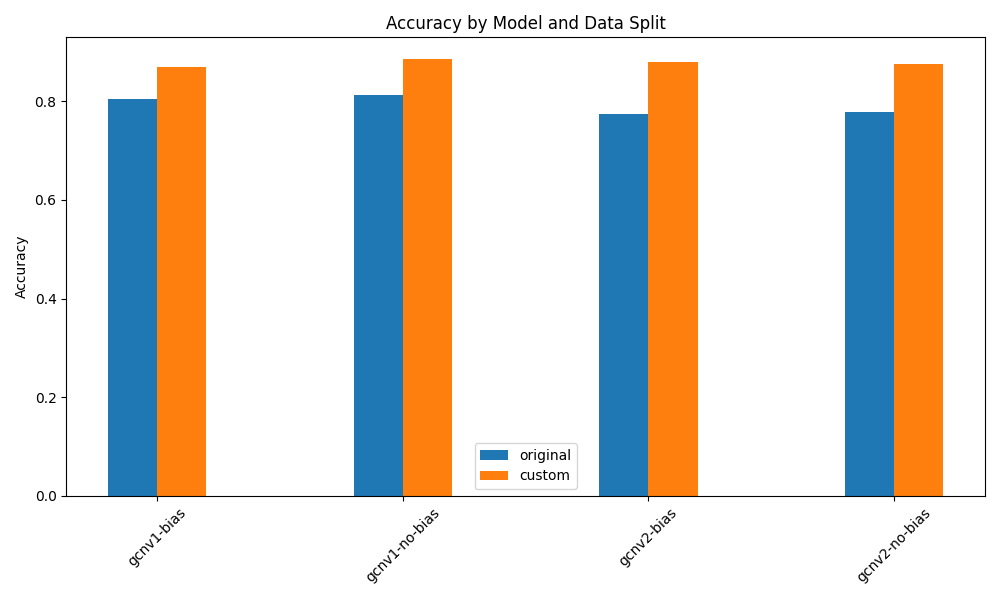 Accuracy by Model and Data Split
Accuracy
0.8
0.6
0.4
0.2
0.0
original
custom
gcnv1-bias
gcnv1-no-bias
gcnv2-bias
gcnv2-no-bias